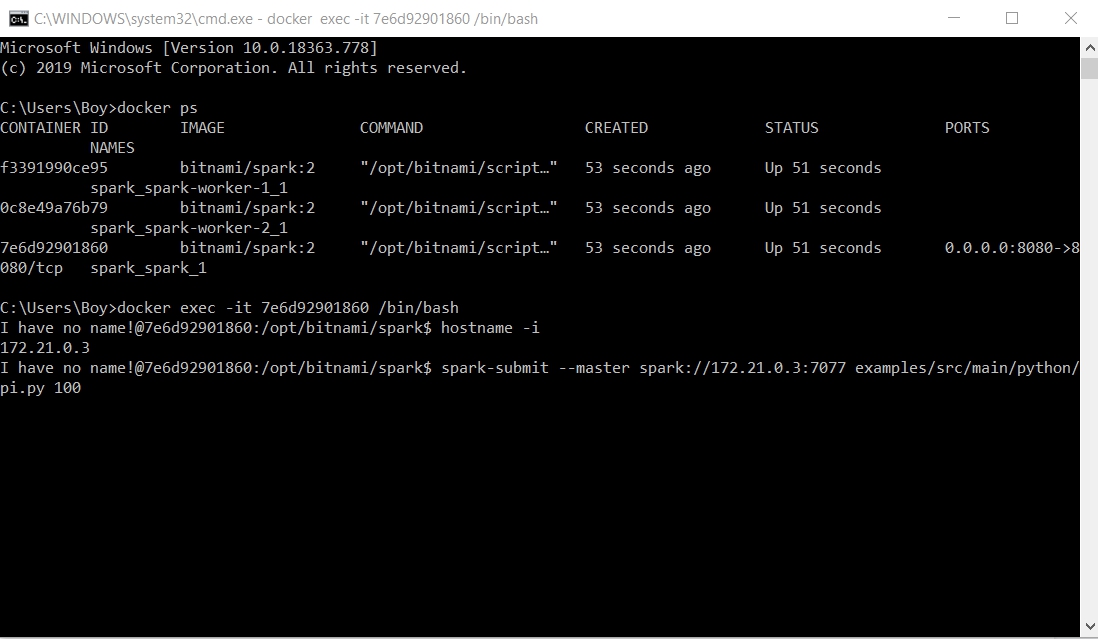 C:\WINDOWS\system32\cmd.exe - docker  exec -it 7e6d92901860 /bin/bash
Microsoft Windows [Version 10.0.18363.778]
(c) 2019 Microsoft Corporation. All rights reserved.
C:\Users\Boy>docker ps
CONTAINER ID        IMAGE               COMMAND                  CREATED             STATUS              PORTS
          NAMES
f3391990ce95        bitnami/spark:2     "/opt/bitnami/script…"   53 seconds ago      Up 51 seconds
          spark_spark-worker-1_1
0c8e49a76b79        bitnami/spark:2     "/opt/bitnami/script…"   53 seconds ago      Up 51 seconds
          spark_spark-worker-2_1
7e6d92901860        bitnami/spark:2     "/opt/bitnami/script…"   53 seconds ago      Up 51 seconds       0.0.0.0:8080->8
080/tcp   spark_spark_1
C:\Users\Boy>docker exec -it 7e6d92901860 /bin/bash
I have no name!@7e6d92901860:/opt/bitnami/spark$ hostname -i
172.21.0.3
I have no name!@7e6d92901860:/opt/bitnami/spark$ spark-submit --master spark://172.21.0.3:7077 examples/src/main/python/
pi.py 100